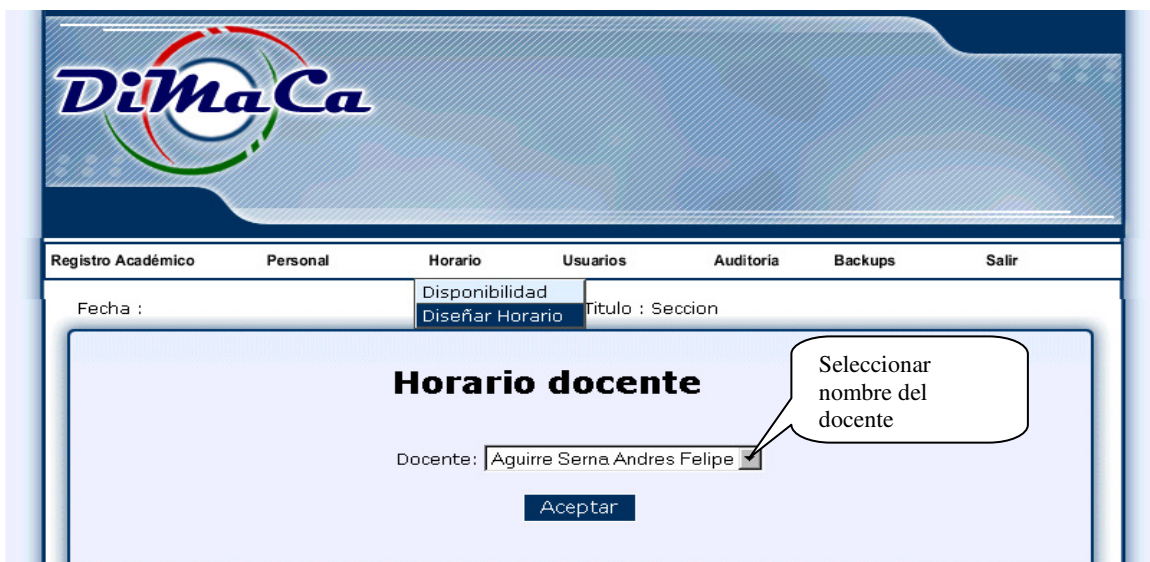 DiMaCa
Registro Académico Personal Horario Usuarios Auditoría Backups Salir
Disponibilidad
Diseñar Horario
Fecha : Titulo : Seccion
Horario docente
Seleccionar
nombre del
docente
Docente: Aguirre Serna Andres Felipe
Aceptar